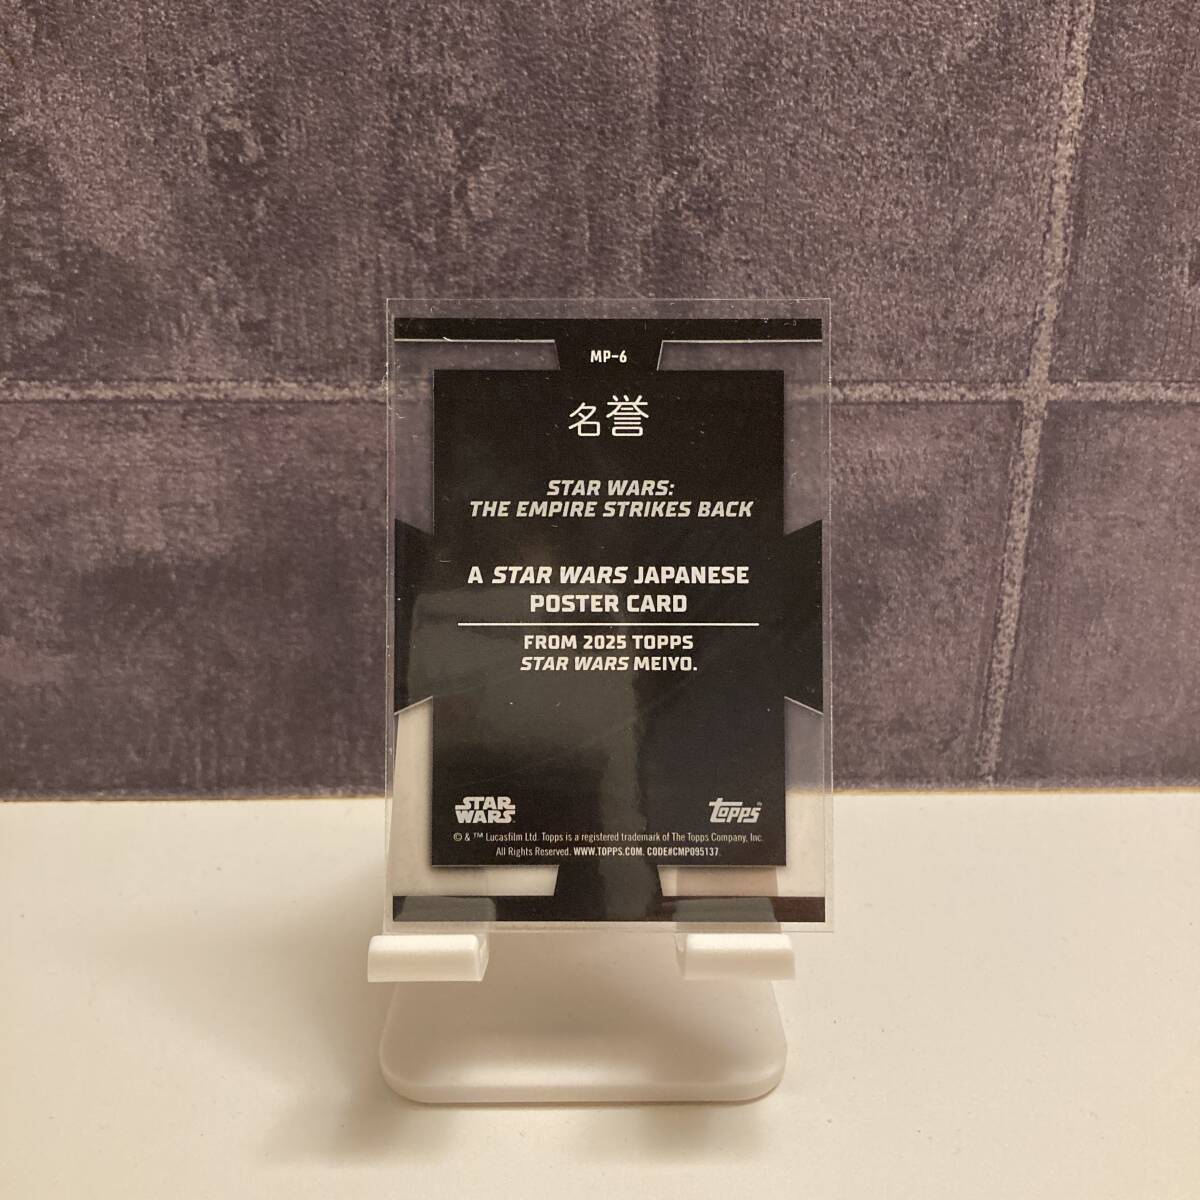 MP-6
名誉
STAR WARS:
THE EMPIRE STRIKES BACK
A STAR WARS JAPANESE
POSTER CARD
FROM 2025 TOPPS
STAR WARS MEIYO.
STAR
WARS
Topps
© & ™ Lucasfilm Ltd. Topps is a registered trademark of The Topps Company, Inc.
All Rights Reserved. WWW.TOPPS.COM. CODE#CMP095137.